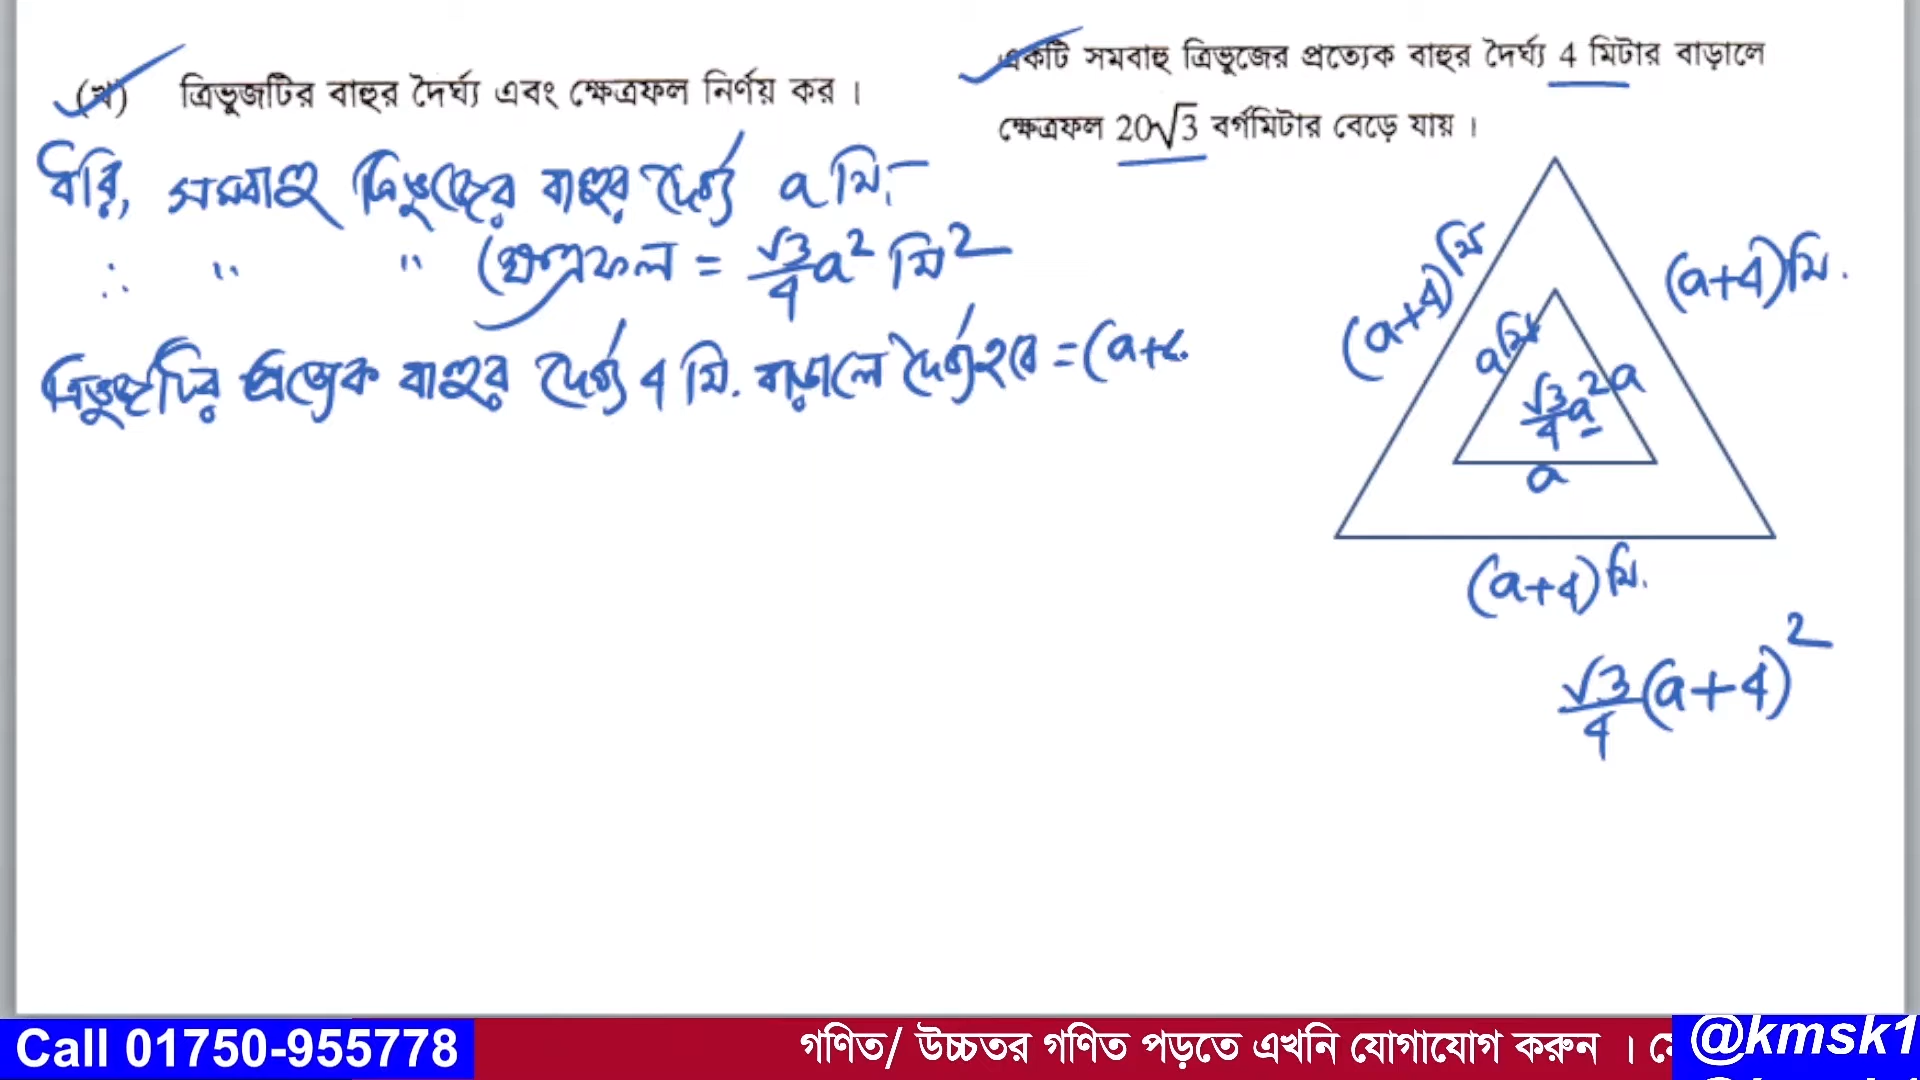 (খ) ত্রিভুজটির বাহুর দৈর্ঘ্য এবং ক্ষেত্রফল নির্ণয় কর ।
একটি সমবাহু ত্রিভুজের প্রত্যেক বাহুর দৈর্ঘ্য 4 মিটার বাড়ালে
ক্ষেত্রফল 20√3 বর্গমিটার বেড়ে যায় ।
ধরি, সমবাহু ত্রিভুজের বাহুর দৈর্ঘ্য a মি.
∴ " " ক্ষেত্রফল = √3/4 a² মি²
ত্রিভুজটির প্রত্যেক বাহুর দৈর্ঘ্য 4 মি. বাড়ালে দৈর্ঘ্য হবে = (a+
(a+4) মি
(a+4) মি.
a মি
a
√3/4 a²
a
(a+4) মি.
√3/4 (a+4)²
Call 01750-955778
গণিত/ উচ্চতর গণিত পড়তে এখনি যোগাযোগ করুন ।
@kmsk1